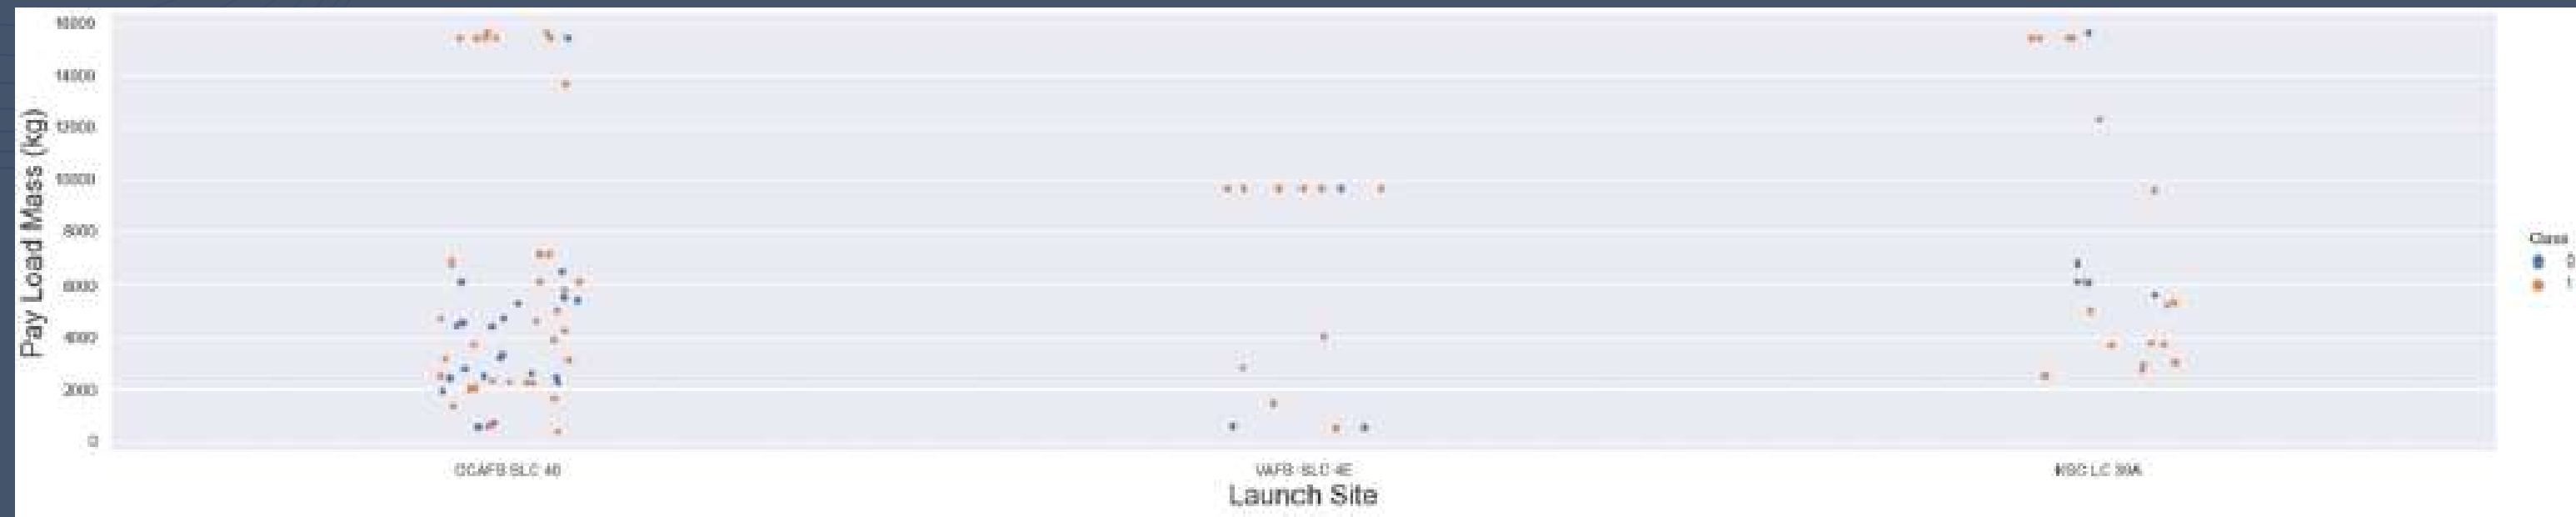 Pay Load Mass (kg)
16000
14000
12000
10000
8000
6000
4000
2000
0
CCAFB SLC 40
VAFB SLC 4E
KSC LC 39A
Launch Site
Class
0
1